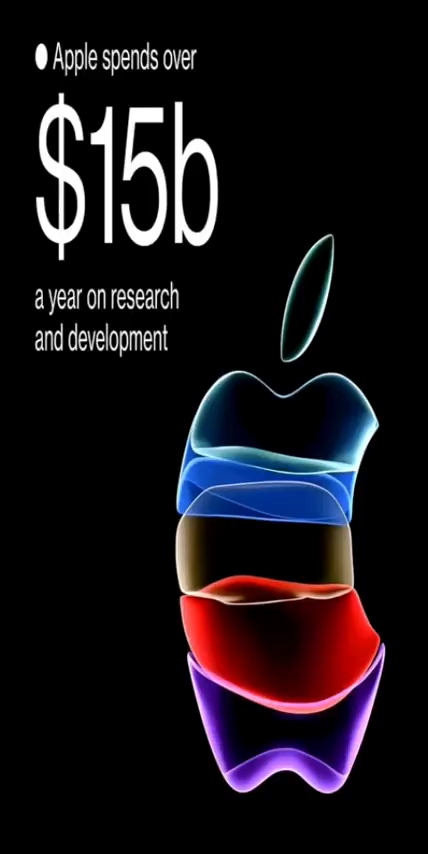 Apple spends over
$15b
a year on research
and development